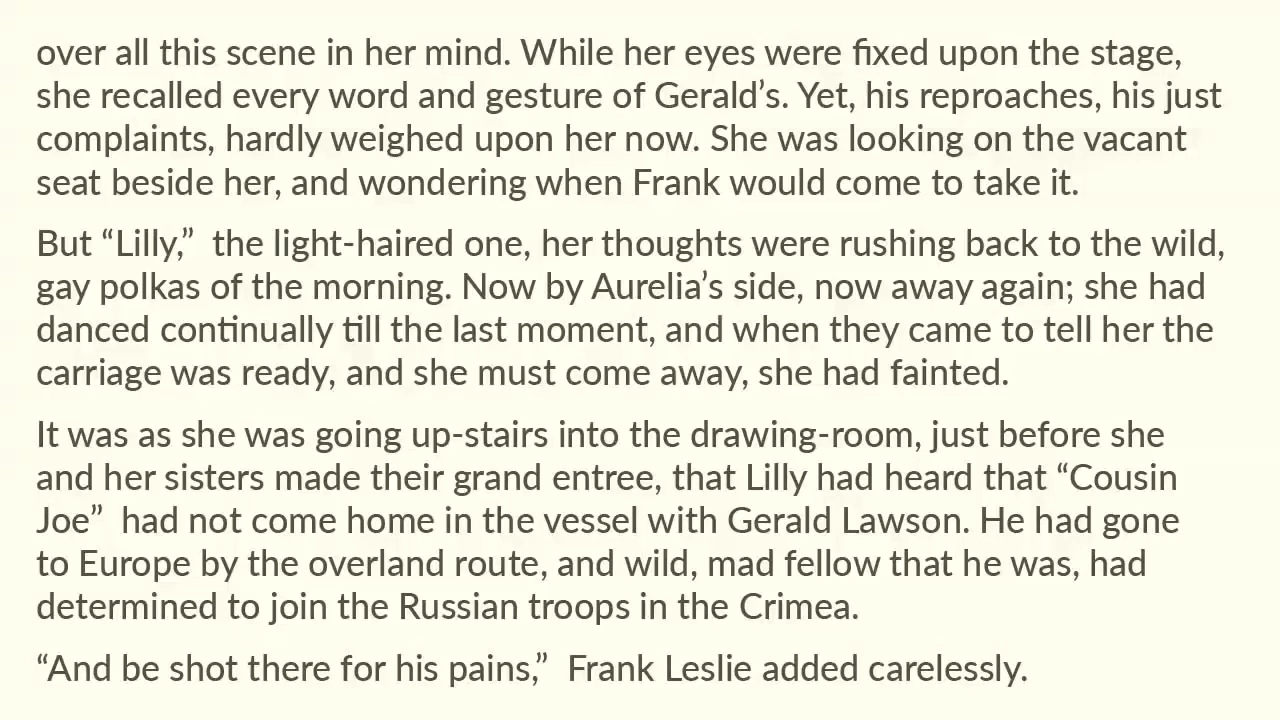 over all this scene in her mind. While her eyes were fixed upon the stage,
she recalled every word and gesture of Gerald’s. Yet, his reproaches, his just
complaints, hardly weighed upon her now. She was looking on the vacant
seat beside her, and wondering when Frank would come to take it.
But “Lilly,”  the light-haired one, her thoughts were rushing back to the wild,
gay polkas of the morning. Now by Aurelia’s side, now away again; she had
danced continually till the last moment, and when they came to tell her the
carriage was ready, and she must come away, she had fainted.
It was as she was going up-stairs into the drawing-room, just before she
and her sisters made their grand entree, that Lilly had heard that “Cousin
Joe”  had not come home in the vessel with Gerald Lawson. He had gone
to Europe by the overland route, and wild, mad fellow that he was, had
determined to join the Russian troops in the Crimea.
“And be shot there for his pains,”  Frank Leslie added carelessly.